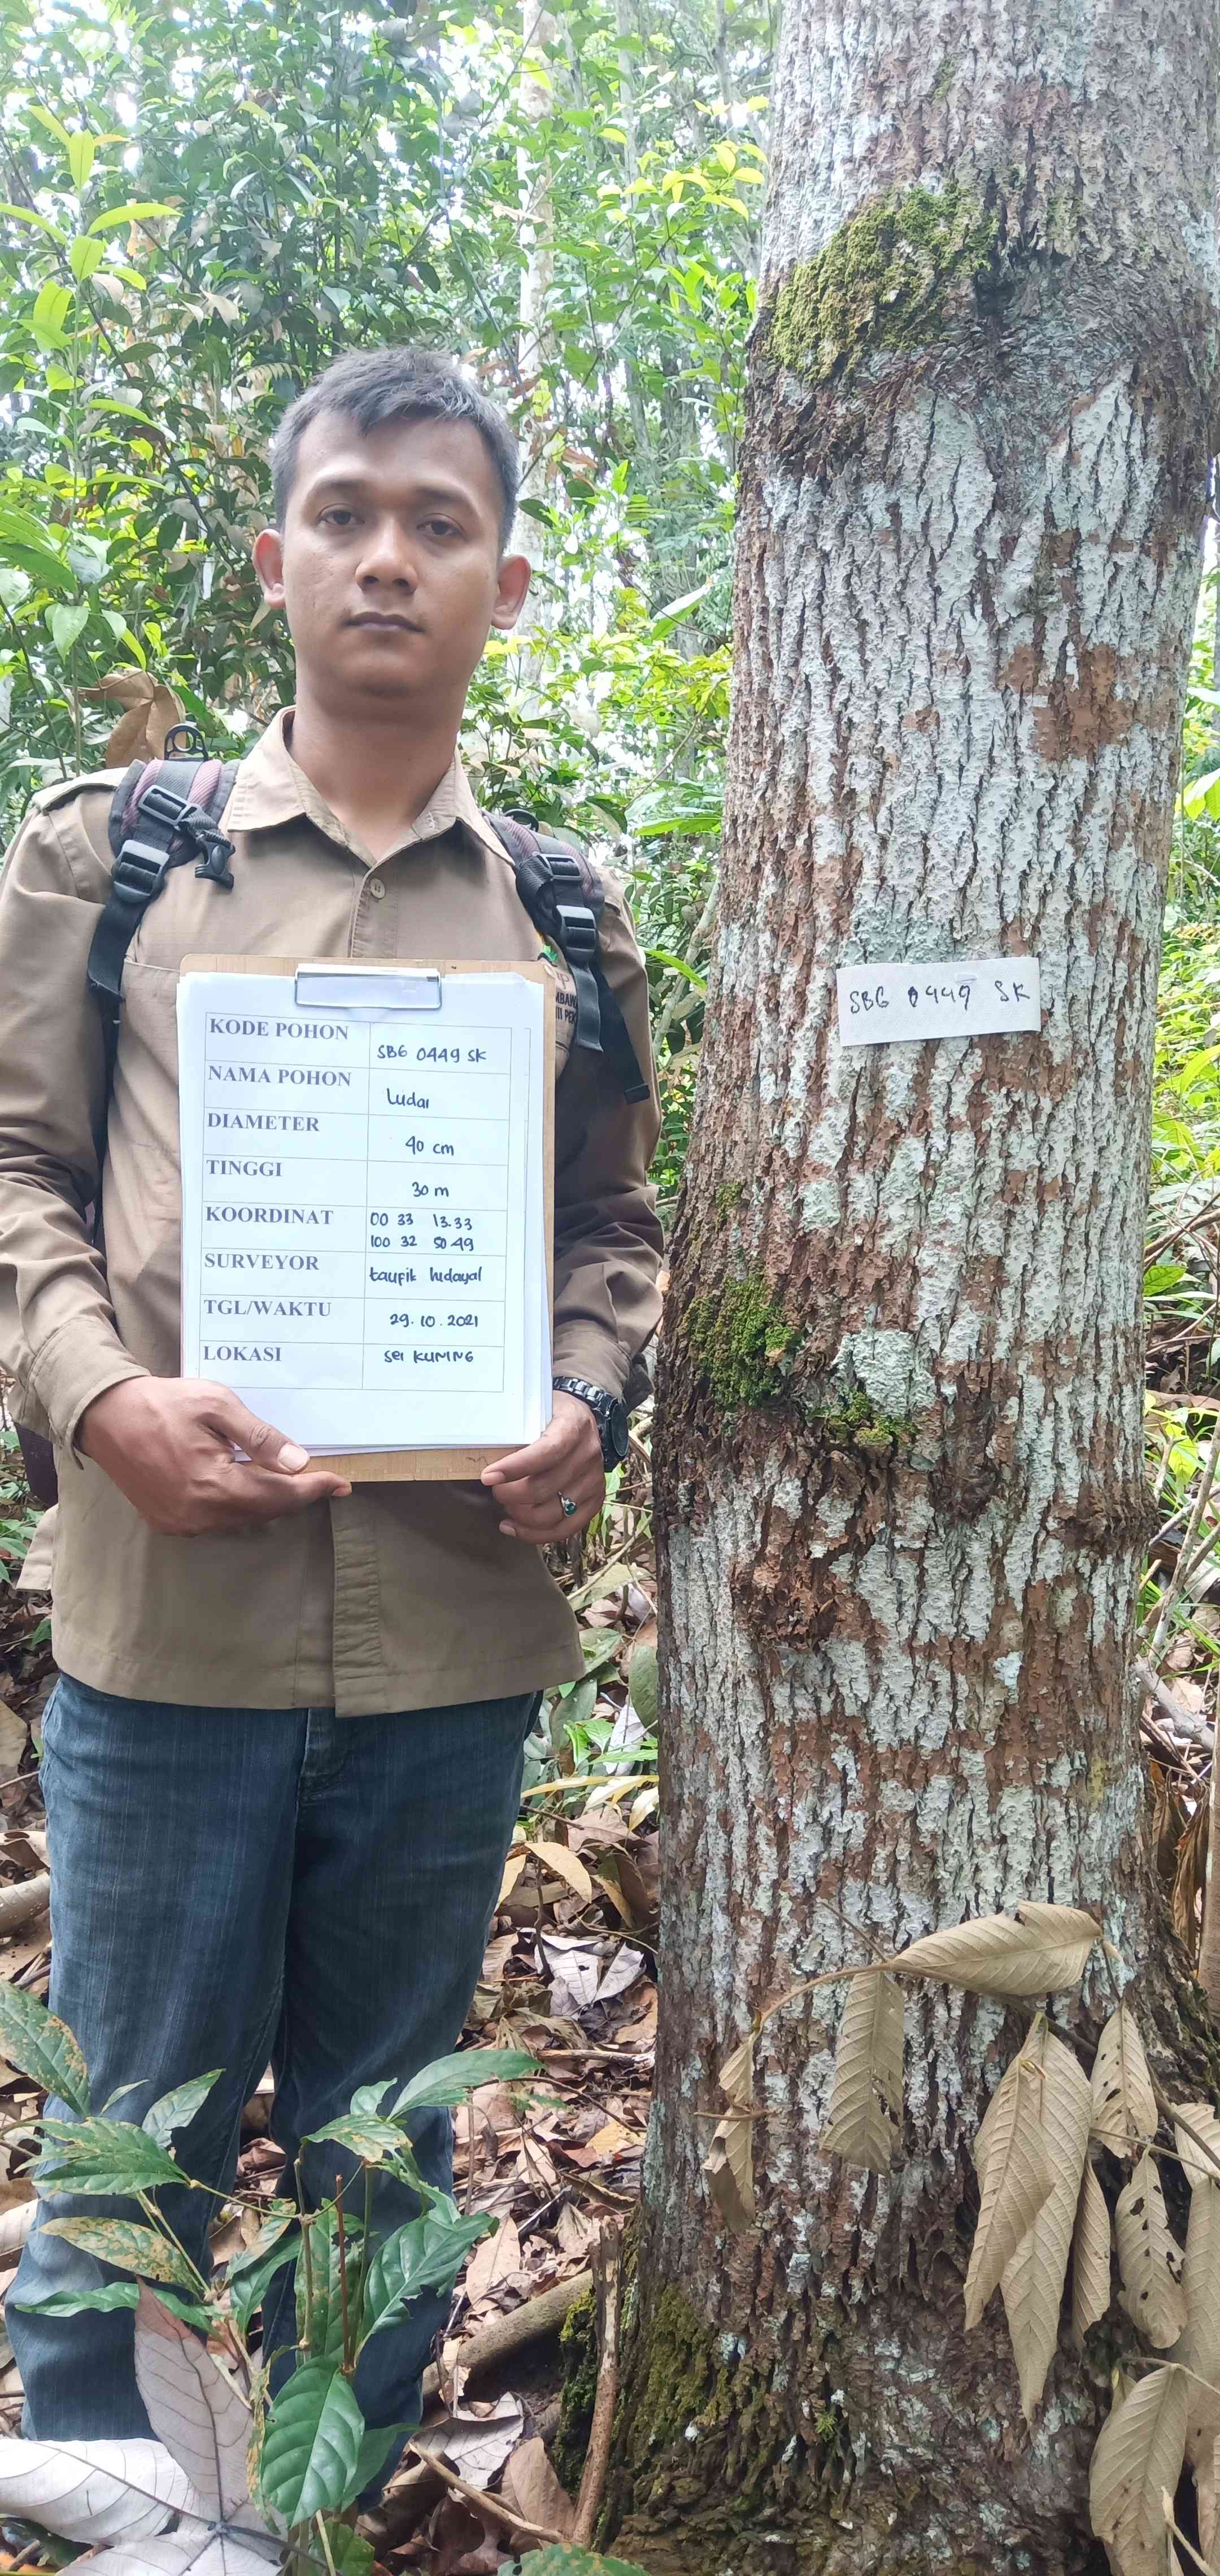 KODE POHON SBG 0449 SK
NAMA POHON Ludai
DIAMETER 40 cm
TINGGI 30 m
KOORDINAT 00 33 13.33
100 32 50.49
SURVEYOR taufik hidayat
TGL/WAKTU 29.10.2021
LOKASI sei KUNING
SBG 0449 SK